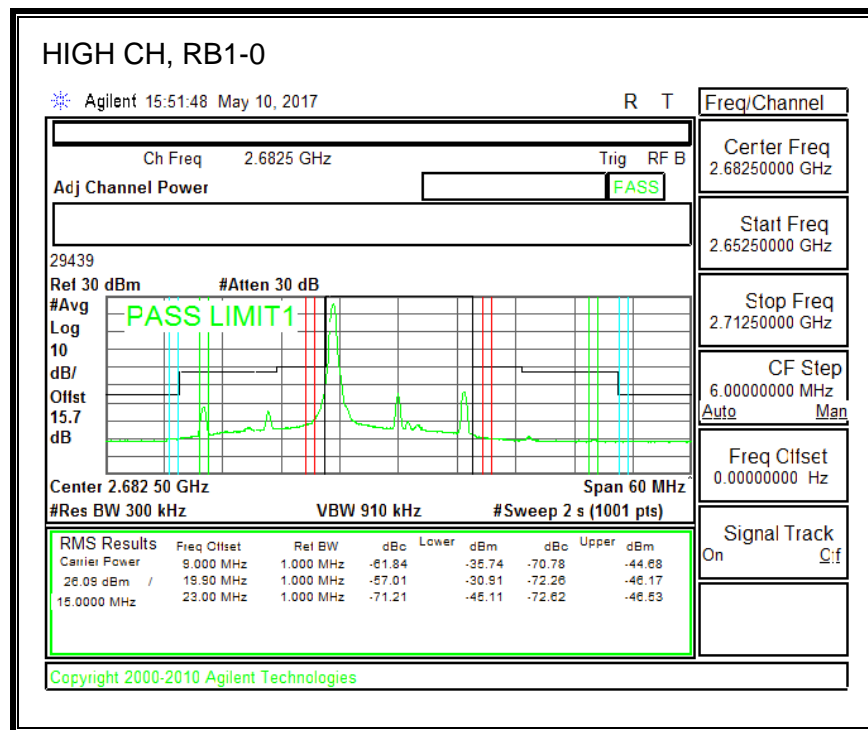 HIGH CH, RB1-0
Agilent 15:51:48 May 10, 2017 R T
Ch Freq 2.6825 GHz Trig RF B
Adj Channel Power PASS
29439
Ref 30 dBm #Atten 30 dB
#Avg
Log
10
dB/
Offst
15.7
dB
PASS LIMIT1
Center 2.682 50 GHz Span 60 MHz
#Res BW 300 kHz VBW 910 kHz #Sweep 2 s (1001 pts)
RMS Results Freq Offset Ref BW dBc Lower dBm dBc Upper dBm
Carrier Power 9.000 MHz 1.000 MHz -61.84 -35.74 -70.78 -44.68
26.09 dBm / 19.90 MHz 1.000 MHz -57.01 -30.91 -72.26 -46.17
15.0000 MHz 23.00 MHz 1.000 MHz -71.21 -45.11 -72.62 -46.53
Copyright 2000-2010 Agilent Technologies
Freq/Channel
Center Freq
2.68250000 GHz
Start Freq
2.65250000 GHz
Stop Freq
2.71250000 GHz
CF Step
6.00000000 MHz
Auto Man
Freq Offset
0.00000000 Hz
Signal Track
On Off